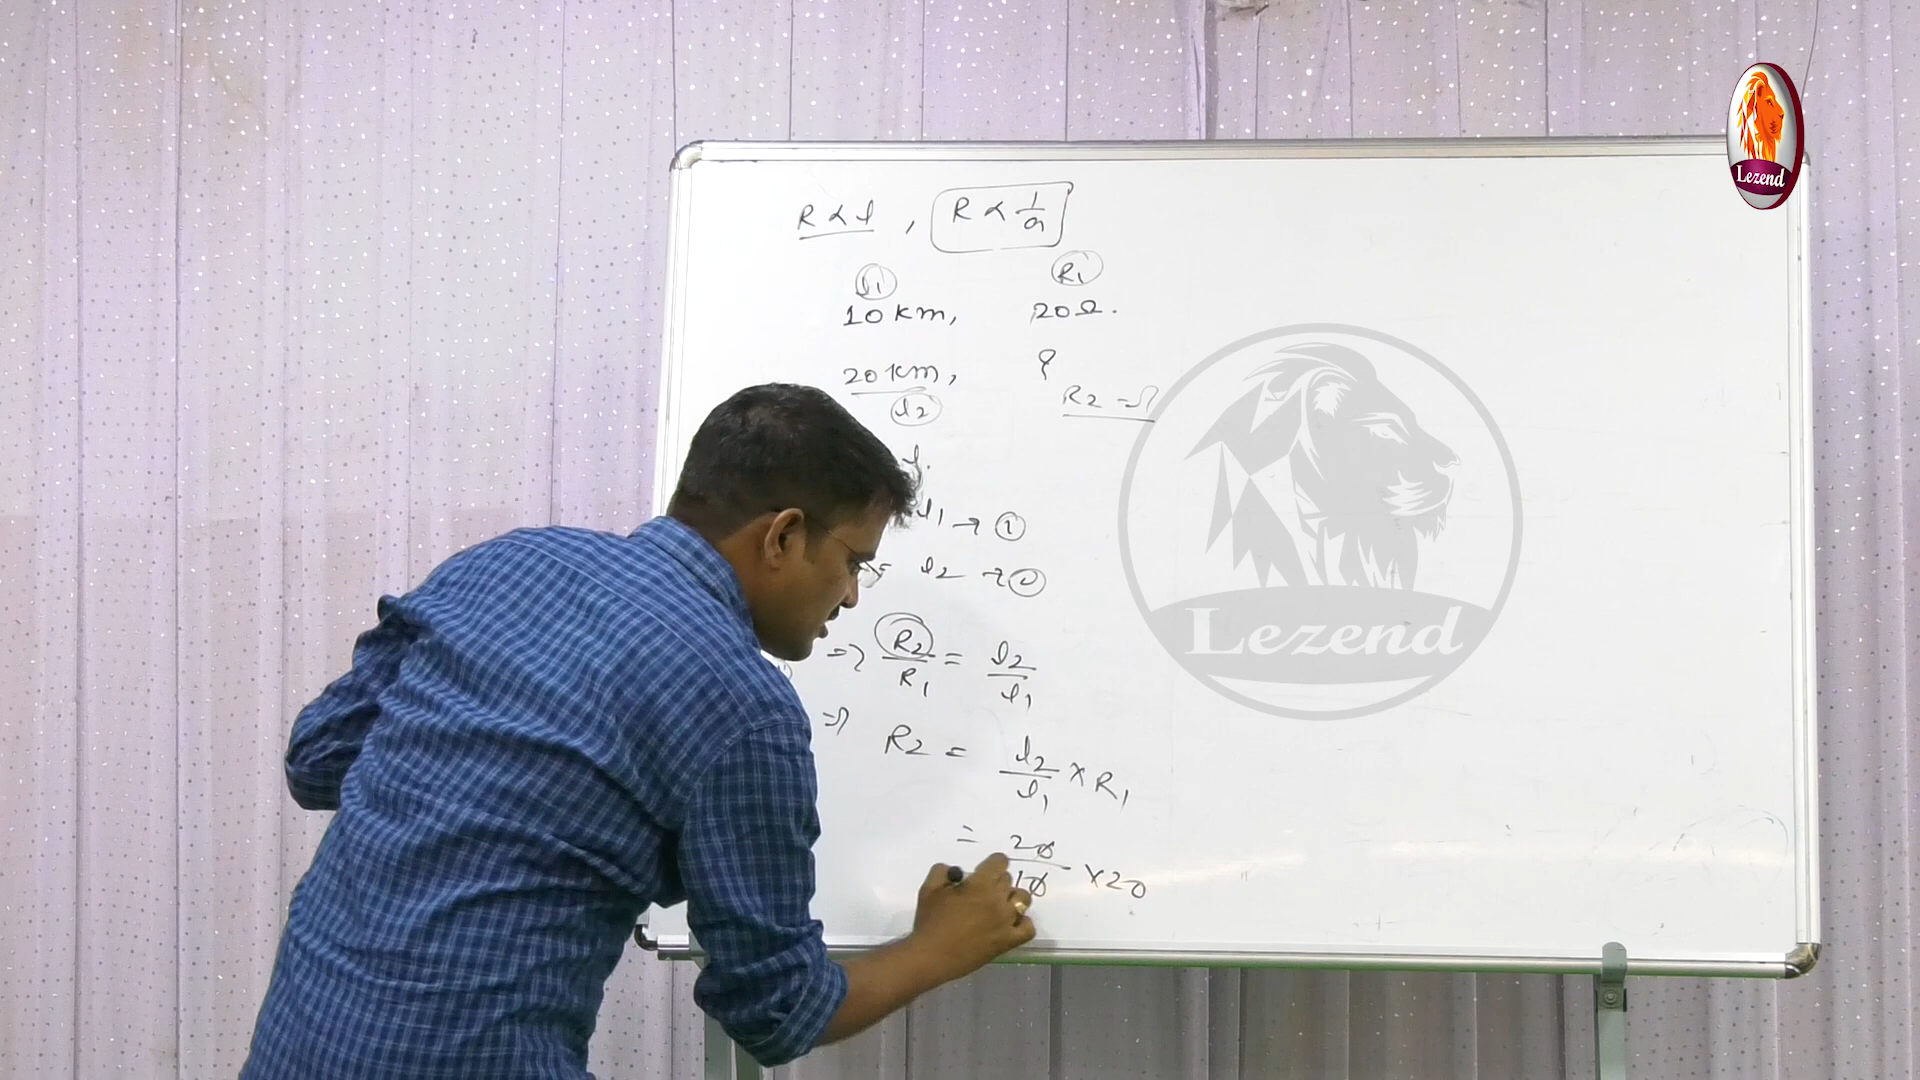 R ∝ l , R ∝ 1/a
l1 R1
10 km, 20Ω.
20 km, ?
l2 R2 =
l.
l1 → ①
= l2 → ②
⇒ R2/R1 = l2/l1
⇒ R2 = l2/l1 × R1
= 20/10 × 20
Lezend
Lezend